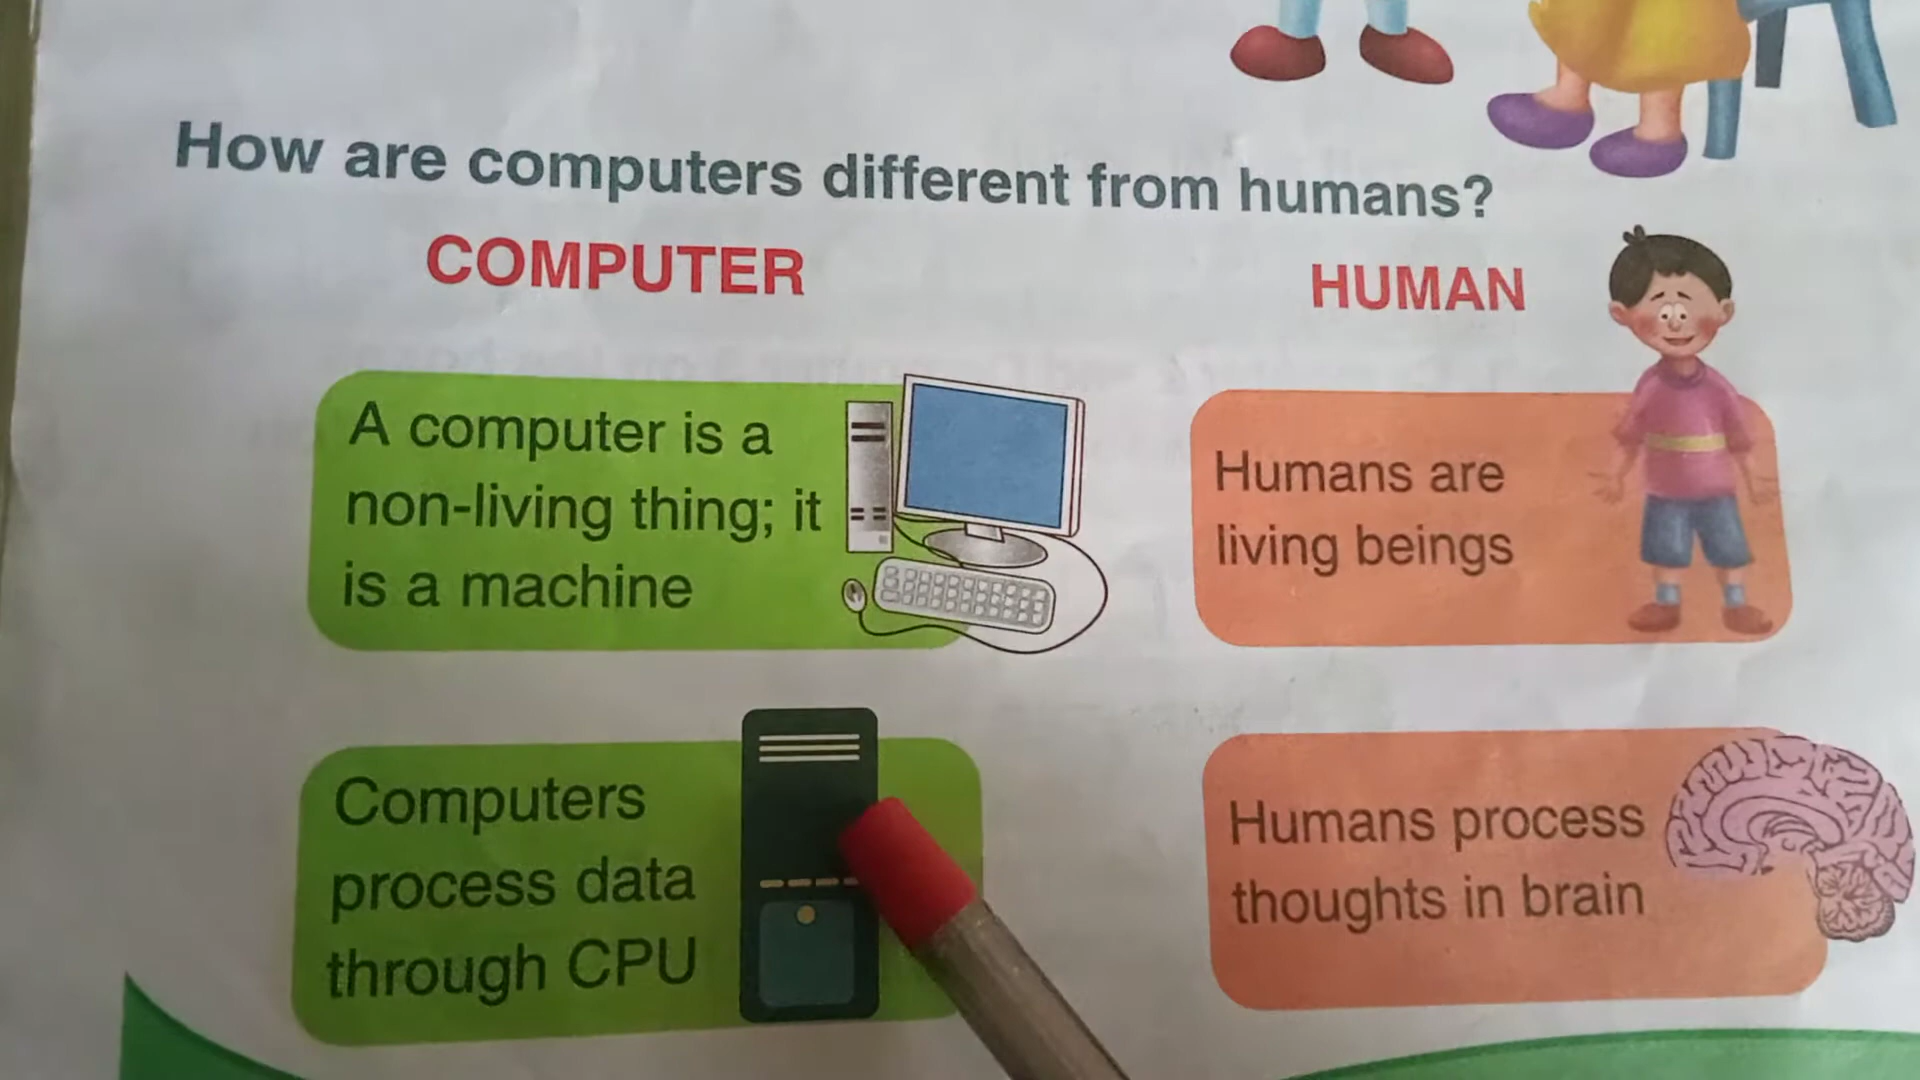 How are computers different from humans?
COMPUTER
HUMAN
A computer is a
non-living thing; it
is a machine
Humans are
living beings
Computers
process data
through CPU
Humans process
thoughts in brain